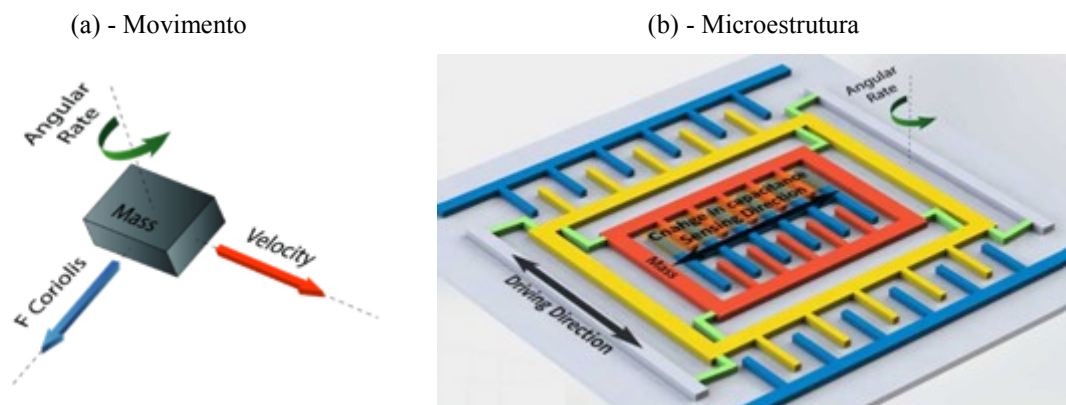 (a) - Movimento
(b) - Microestrutura
Angular
Rate
Mass
Velocity
F Coriolis
Angular
Rate
Change in capacitance
Sensing Direction
Mass
Driving Direction